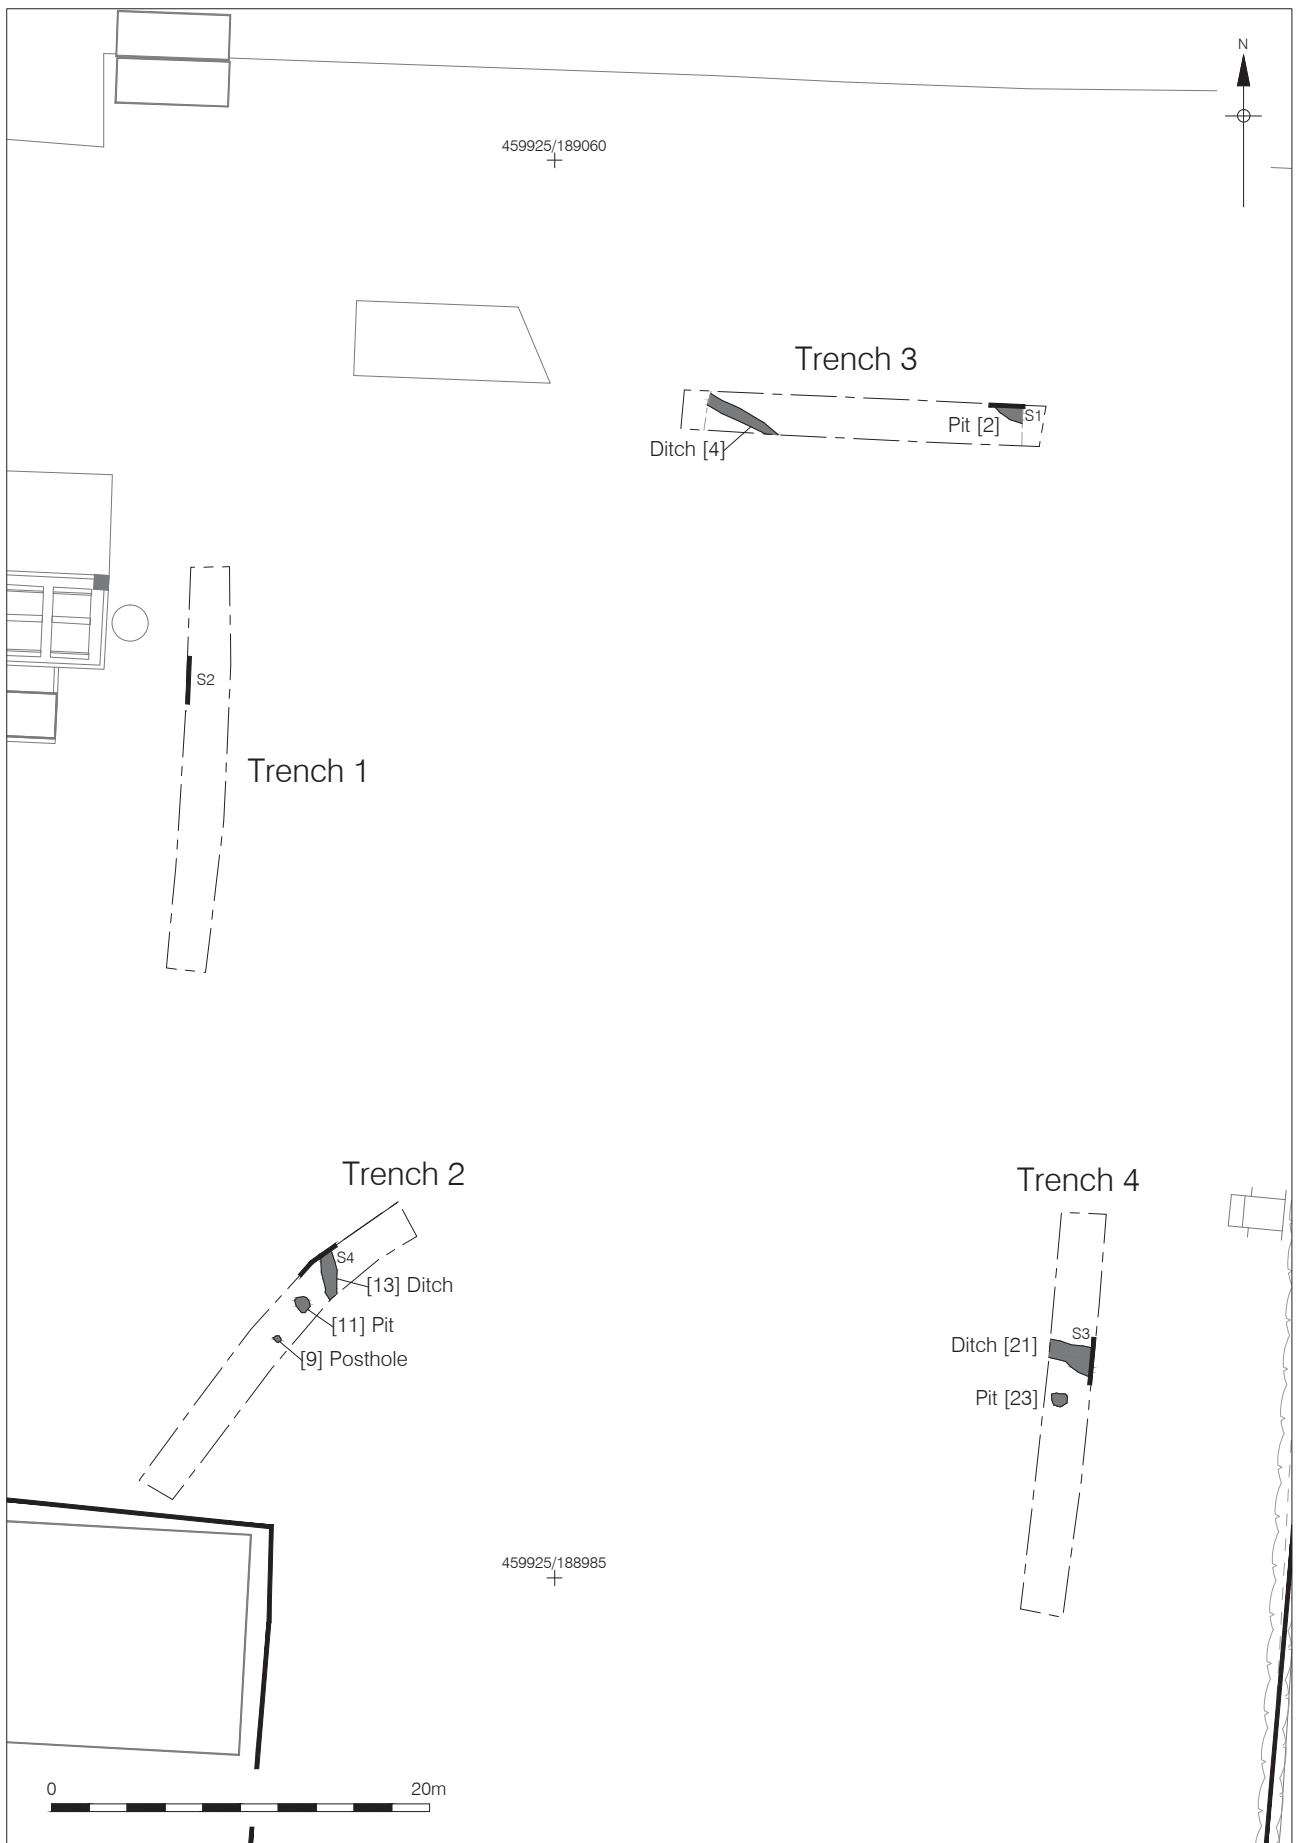 N
459925/189060
Trench 3
Pit [2]
S1
Ditch [4]
S2
Trench 1
Trench 2
S4
[13] Ditch
[11] Pit
[9] Posthole
Trench 4
S3
Ditch [21]
Pit [23]
459925/188985
0
20m